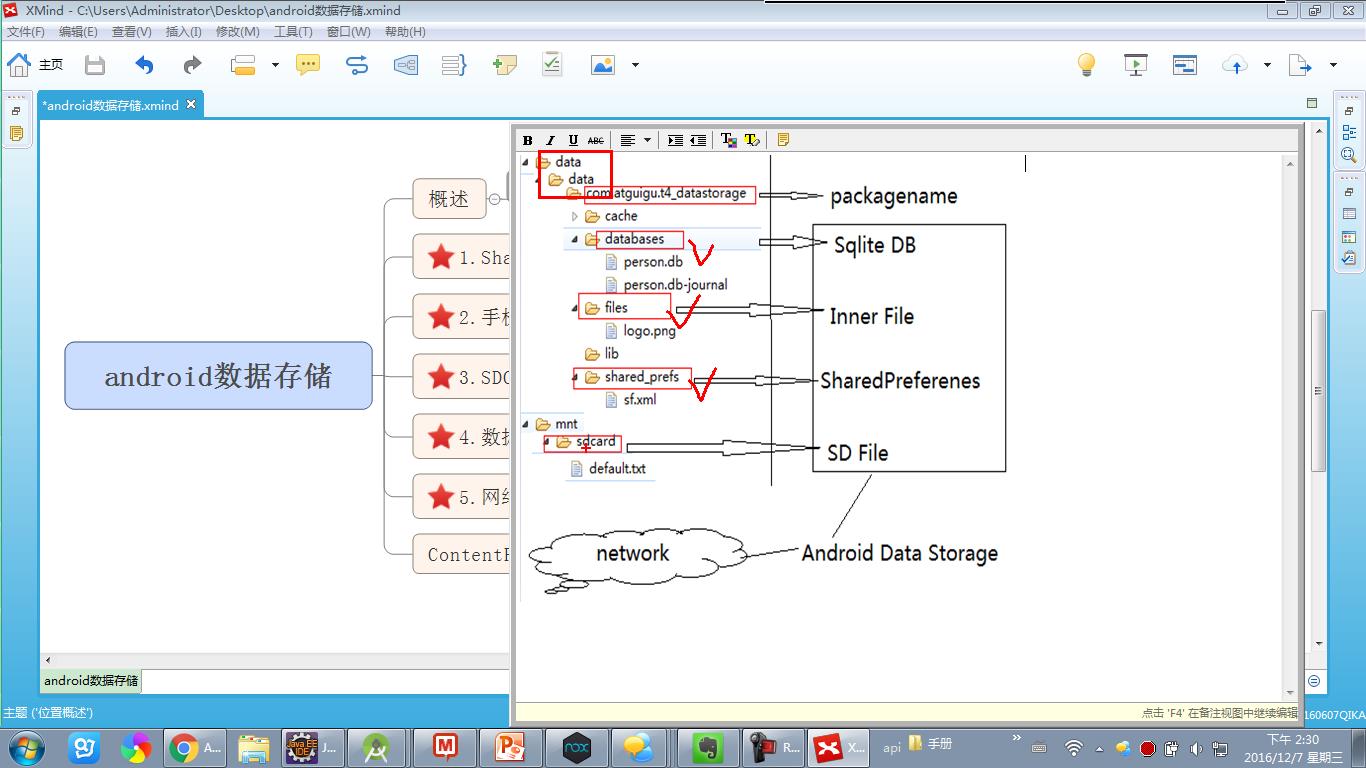 XMind - C:\Users\Administrator\Desktop\android数据存储.xmind
文件(F) 编辑(E) 查看(V) 插入(I) 修改(M) 工具(T) 窗口(W) 帮助(H)
主页
*android数据存储.xmind
B I U ABC
android数据存储
概述
1.Sha
2.手机
3.SDC
4.数据
5.网络
Content
data
data
com.atguigu.t4_datastorage
packagename
cache
databases
Sqlite DB
person.db
person.db-journal
files
Inner File
logo.png
lib
shared_prefs
SharedPreferenes
sf.xml
mnt
sdcard
SD File
default.txt
network
Android Data Storage
android数据存储
主题 ('位置概述')
点击 'F4' 在备注视图中继续编辑
160607QIKA
A...
Java EE IDE
J...
nox
R...
X...
api
手册
下午 2:30
2016/12/7 星期三